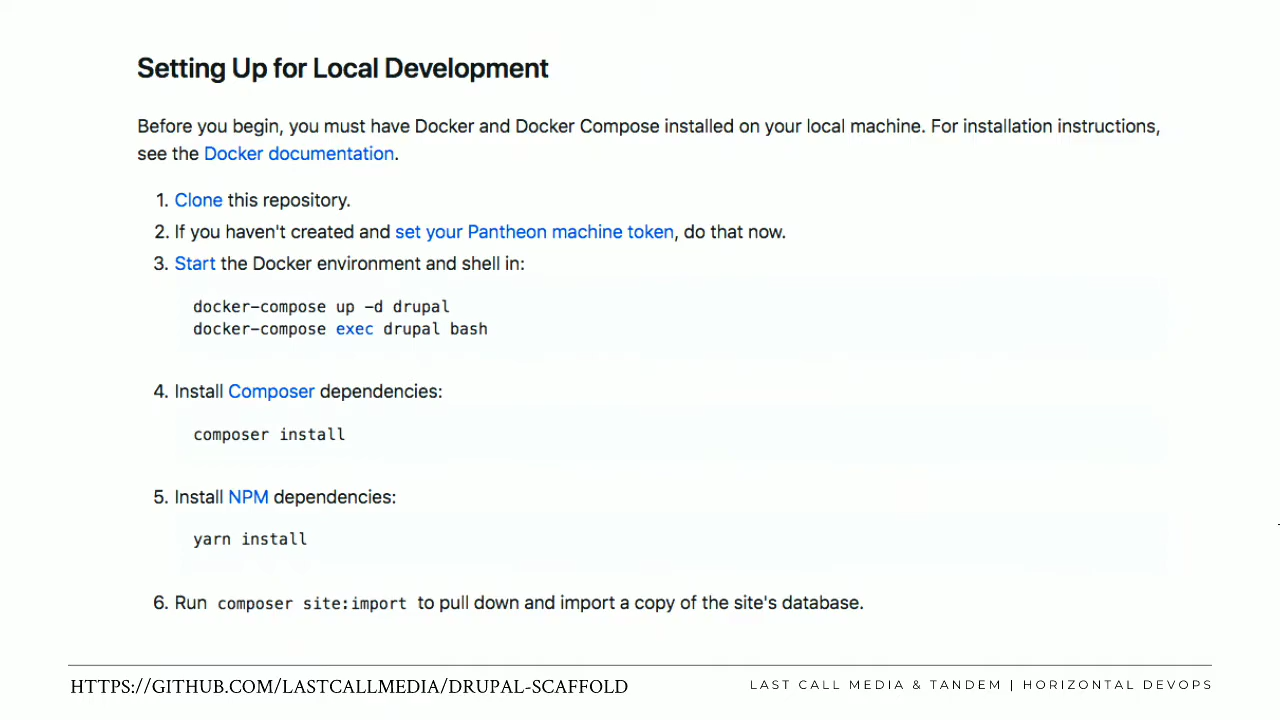 Setting Up for Local Development
Before you begin, you must have Docker and Docker Compose installed on your local machine. For installation instructions,
see the Docker documentation.
1. Clone this repository.
2. If you haven't created and set your Pantheon machine token, do that now.
3. Start the Docker environment and shell in:
docker-compose up -d drupal
docker-compose exec drupal bash
4. Install Composer dependencies:
composer install
5. Install NPM dependencies:
yarn install
6. Run composer site:import to pull down and import a copy of the site's database.
HTTPS://GITHUB.COM/LASTCALLMEDIA/DRUPAL-SCAFFOLD
LAST CALL MEDIA & TANDEM | HORIZONTAL DEVOPS